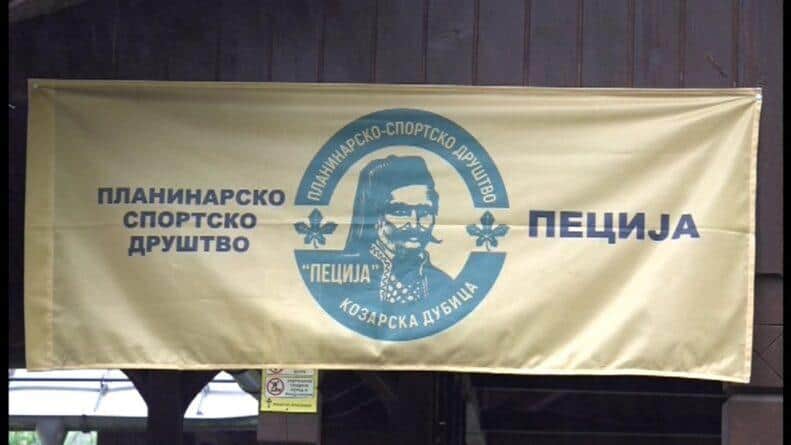 ПЛАНИНАРСКО
СПОРТСКО
ДРУШТВО
ПЛАНИНАРСКО-СПОРТСКО ДРУШТВО
"ПЕЦИЈА"
КОЗАРСКА ДУБИЦА
ПЕЦИЈА